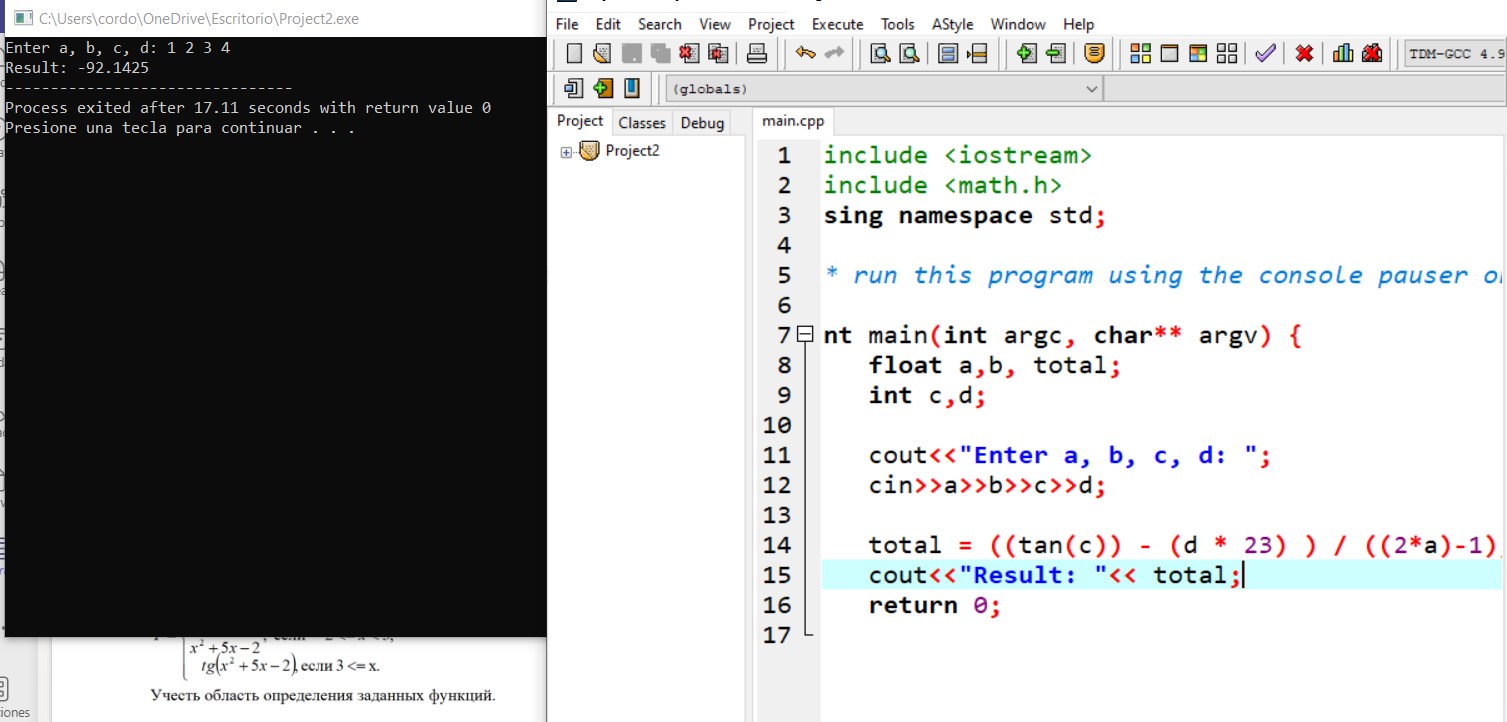 C:\Users\cordo\OneDrive\Escritorio\Project2.exe
Enter a, b, c, d: 1 2 3 4
Result: -92.1425
--------------------------------
Process exited after 17.11 seconds with return value 0
Presione una tecla para continuar . . .
File Edit Search View Project Execute Tools AStyle Window Help
TDM-GCC 4.9
(globals)
Project Classes Debug
Project2
main.cpp
1 include <iostream>
2 include <math.h>
3 sing namespace std;
4
5 * run this program using the console pauser
6
7 nt main(int argc, char** argv) {
8 float a,b, total;
9 int c,d;
10
11 cout<<"Enter a, b, c, d: ";
12 cin>>a>>b>>c>>d;
13
14 total = ((tan(c)) - (d * 23) ) / ((2*a)-1)
15 cout<<"Result: "<< total;
16 return 0;
17
x² + 5x − 2
tg(x² + 5x − 2), если 3 <= x.
Учесть область определения заданных функций.
iones